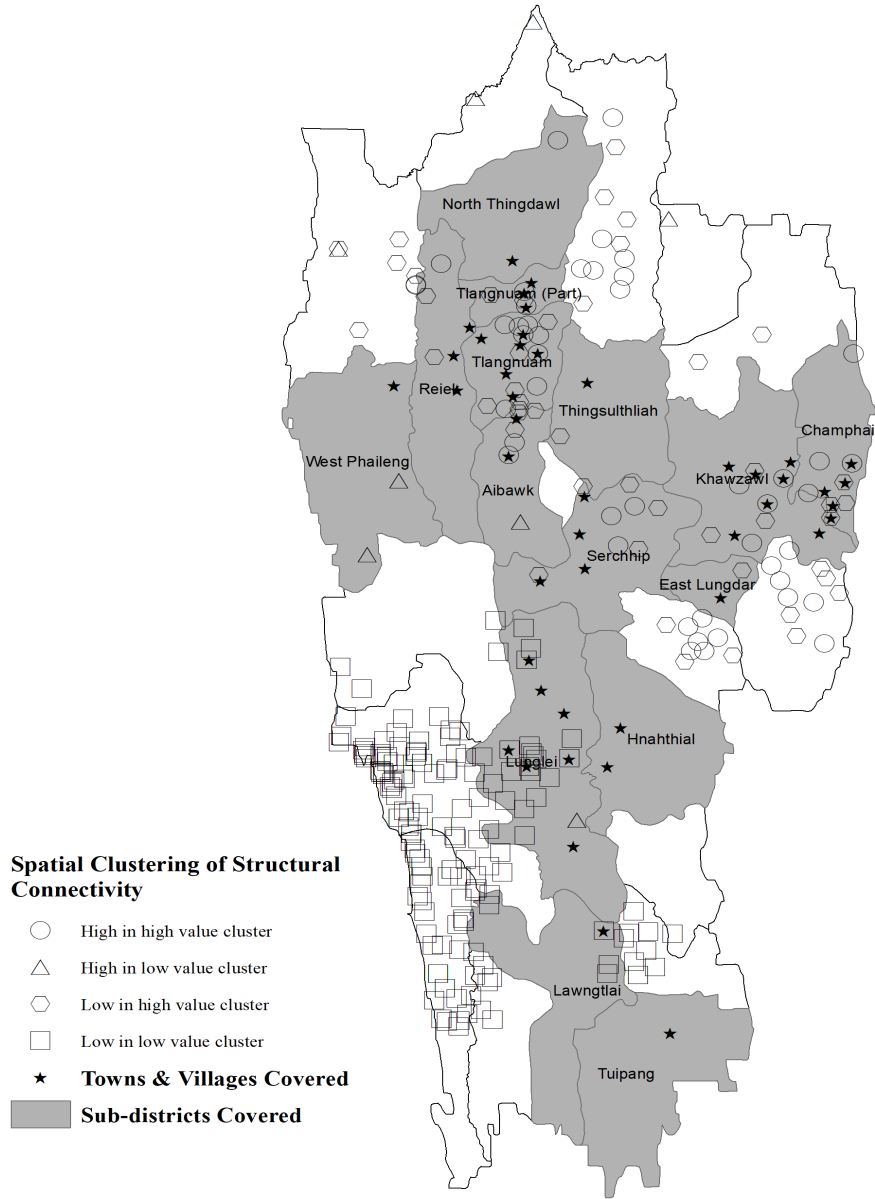 North Thingdawl
Tlangnuam (Part)
Tlangnuam
Reiek
Thingsulthliah
Champhai
West Phaileng
Khawzawl
Aibawk
Serchhip
East Lungdar
Hnahthial
Lunglei
Spatial Clustering of Structural
Connectivity
High in high value cluster
High in low value cluster
Lawngtlai
Low in high value cluster
Low in low value cluster
Towns & Villages Covered
Tuipang
Sub-districts Covered